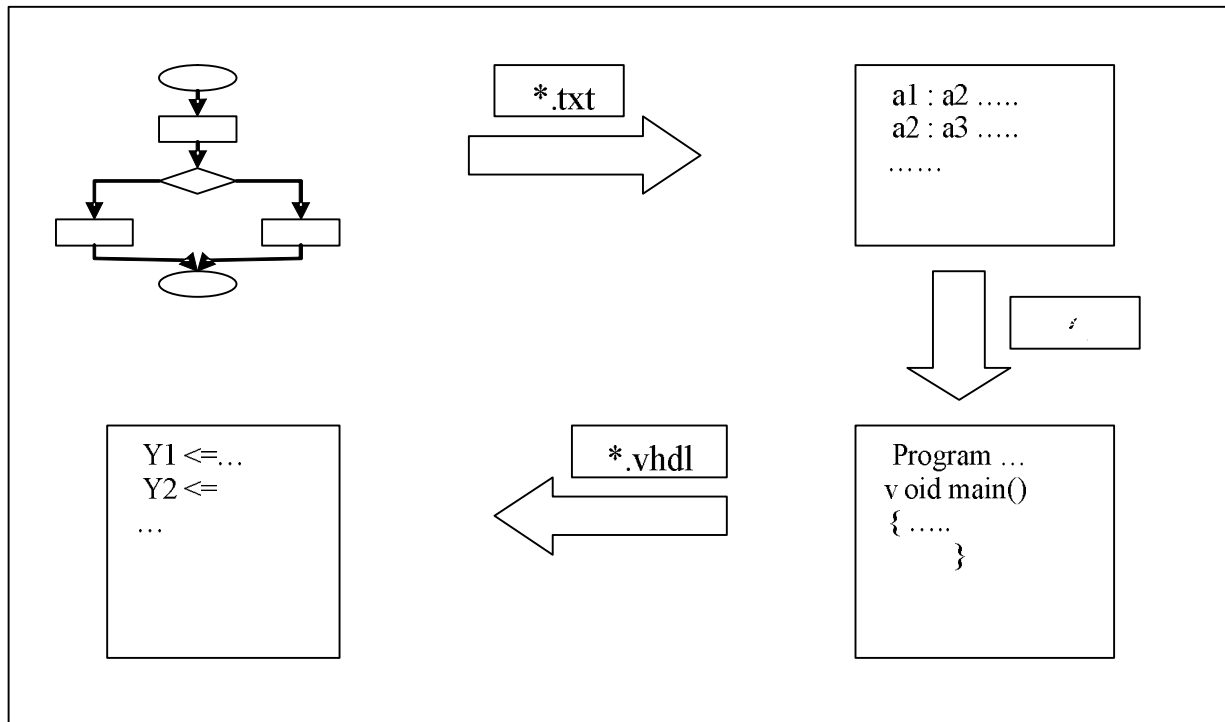 *.txt
a1 : a2 .....
a2 : a3 .....
......
Program ...
v oid main()
{ .....
}
*.vhdl
Y1 <=...
Y2 <=
...